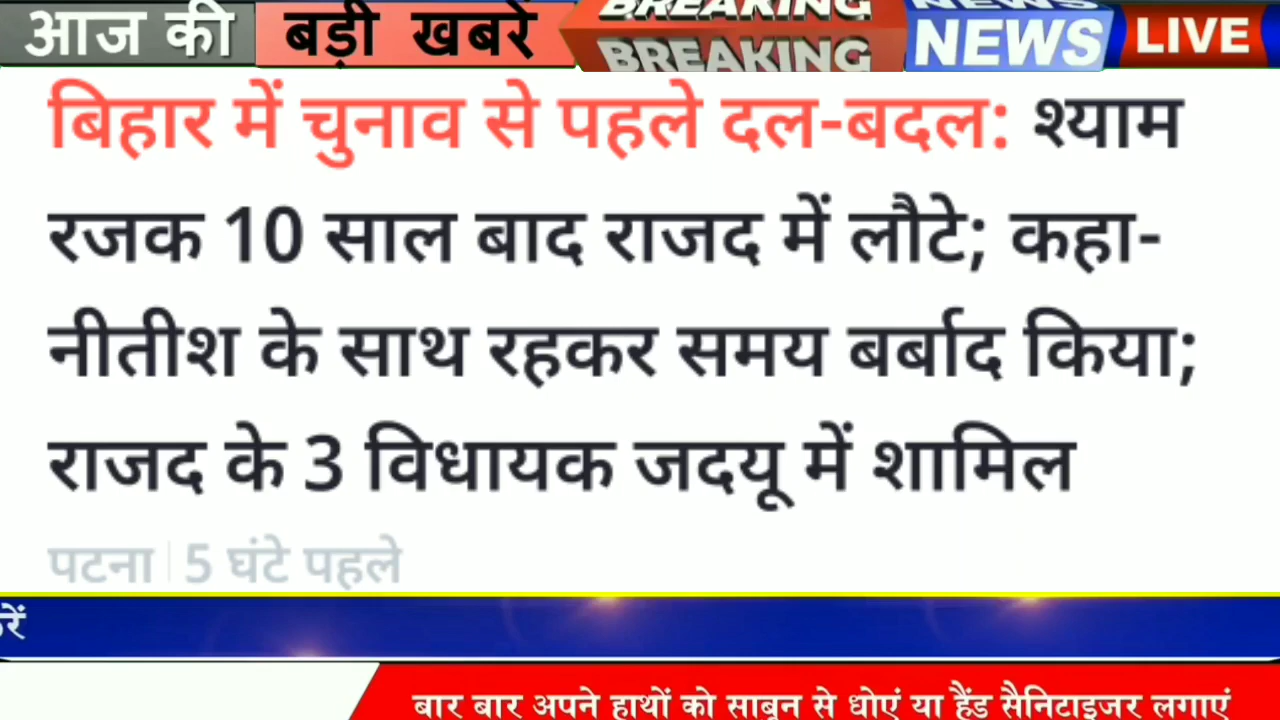 आज की बड़ी खबरें BREAKING NEWS LIVE
BREAKING NEWS
बिहार में चुनाव से पहले दल-बदल: श्याम
रजक 10 साल बाद राजद में लौटे; कहा-
नीतीश के साथ रहकर समय बर्बाद किया;
राजद के 3 विधायक जदयू में शामिल
पटना | 5 घंटे पहले
बार बार अपने हाथों को साबुन से धोएं या हैंड सैनिटाइजर लगाएं